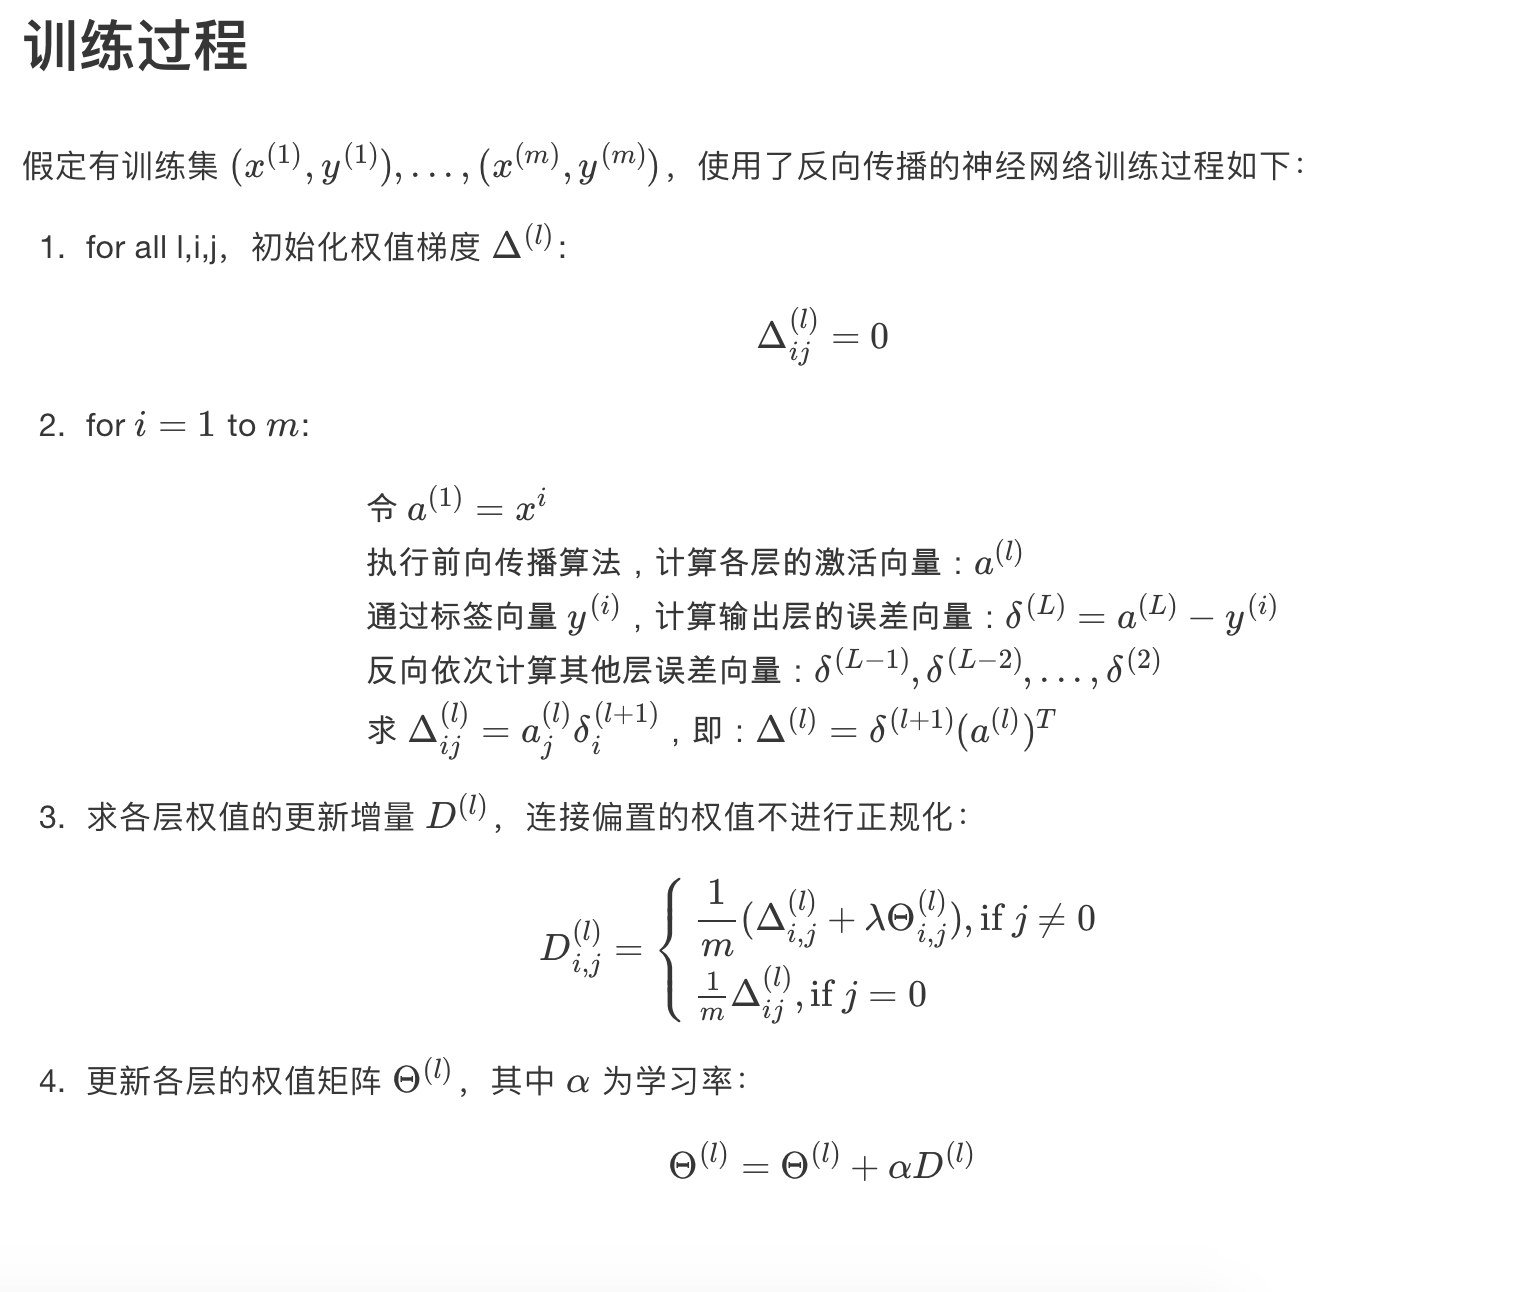 训练过程
假定有训练集 $(x^{(1)}, y^{(1)}), \ldots, (x^{(m)}, y^{(m)})$，使用了反向传播的神经网络训练过程如下：
1. for all l,i,j，初始化权值梯度 $\Delta^{(l)}$：
$\Delta_{ij}^{(l)} = 0$
2. for $i = 1$ to $m$:
令 $a^{(1)} = x^{i}$
执行前向传播算法，计算各层的激活向量：$a^{(l)}$
通过标签向量 $y^{(i)}$，计算输出层的误差向量：$\delta^{(L)} = a^{(L)} - y^{(i)}$
反向依次计算其他层误差向量：$\delta^{(L-1)}, \delta^{(L-2)}, \ldots, \delta^{(2)}$
求 $\Delta_{ij}^{(l)} = a_j^{(l)} \delta_i^{(l+1)}$，即：$\Delta^{(l)} = \delta^{(l+1)} (a^{(l)})^T$
3. 求各层权值的更新增量 $D^{(l)}$，连接偏置的权值不进行正规化：
$D_{i,j}^{(l)} = \begin{cases} \dfrac{1}{m}(\Delta_{i,j}^{(l)} + \lambda\Theta_{i,j}^{(l)}), \text{if } j \neq 0 \\ \frac{1}{m}\Delta_{ij}^{(l)}, \text{if } j = 0 \end{cases}$
4. 更新各层的权值矩阵 $\Theta^{(l)}$，其中 $\alpha$ 为学习率：
$\Theta^{(l)} = \Theta^{(l)} + \alpha D^{(l)}$